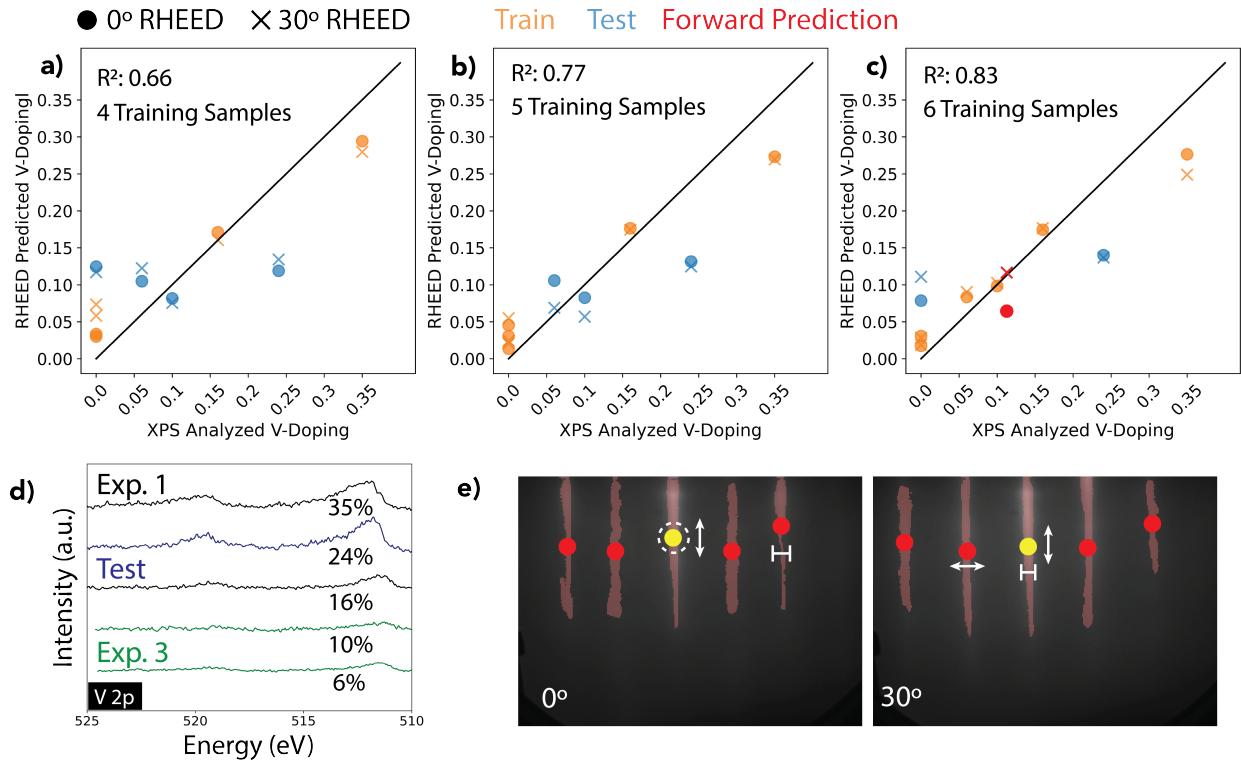 0º RHEED 30º RHEED Train Test Forward Prediction
a)
R²: 0.66
4 Training Samples
RHEED Predicted V-Dopingl
0.35
0.30
0.25
0.20
0.15
0.10
0.05
0.00
0.0 0.05 0.1 0.15 0.2 0.25 0.3 0.35
XPS Analyzed V-Doping
b)
R²: 0.77
5 Training Samples
RHEED Predicted V-Dopingl
0.35
0.30
0.25
0.20
0.15
0.10
0.05
0.00
0.0 0.05 0.1 0.15 0.2 0.25 0.3 0.35
XPS Analyzed V-Doping
c)
R²: 0.83
6 Training Samples
RHEED Predicted V-Dopingl
0.35
0.30
0.25
0.20
0.15
0.10
0.05
0.00
0.0 0.05 0.1 0.15 0.2 0.25 0.3 0.35
XPS Analyzed V-Doping
d)
Intensity (a.u.)
Exp. 1
35%
Test
24%
16%
10%
Exp. 3
6%
V 2p
525 520 515 510
Energy (eV)
e)
0º
30º